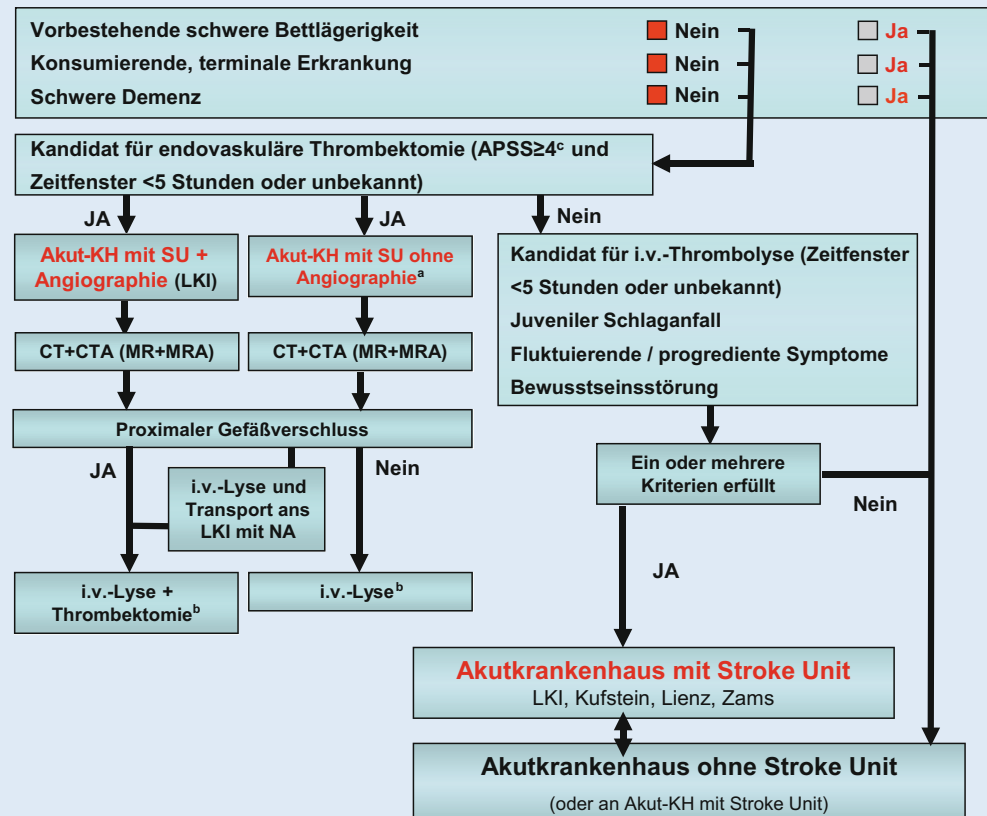 Vorbestehende schwere Bettlägerigkeit Nein Ja
Konsumierende, terminale Erkrankung Nein Ja
Schwere Demenz Nein Ja
Kandidat für endovaskuläre Thrombektomie (APSS≥4ᶜ und
Zeitfenster <5 Stunden oder unbekannt)
JA
JA
Nein
Akut-KH mit SU +
Angiographie (LKI)
Akut-KH mit SU ohne
Angiographieᵃ
Kandidat für i.v.-Thrombolyse (Zeitfenster
<5 Stunden oder unbekannt)
Juveniler Schlaganfall
Fluktuierende / progrediente Symptome
Bewusstseinsstörung
CT+CTA (MR+MRA)
CT+CTA (MR+MRA)
Proximaler Gefäßverschluss
JA
Nein
i.v.-Lyse und
Transport ans
LKI mit NA
Ein oder mehrere
Kriterien erfüllt
Nein
JA
i.v.-Lyse +
Thrombektomieᵇ
i.v.-Lyseᵇ
Akutkrankenhaus mit Stroke Unit
LKI, Kufstein, Lienz, Zams
Akutkrankenhaus ohne Stroke Unit
(oder an Akut-KH mit Stroke Unit)